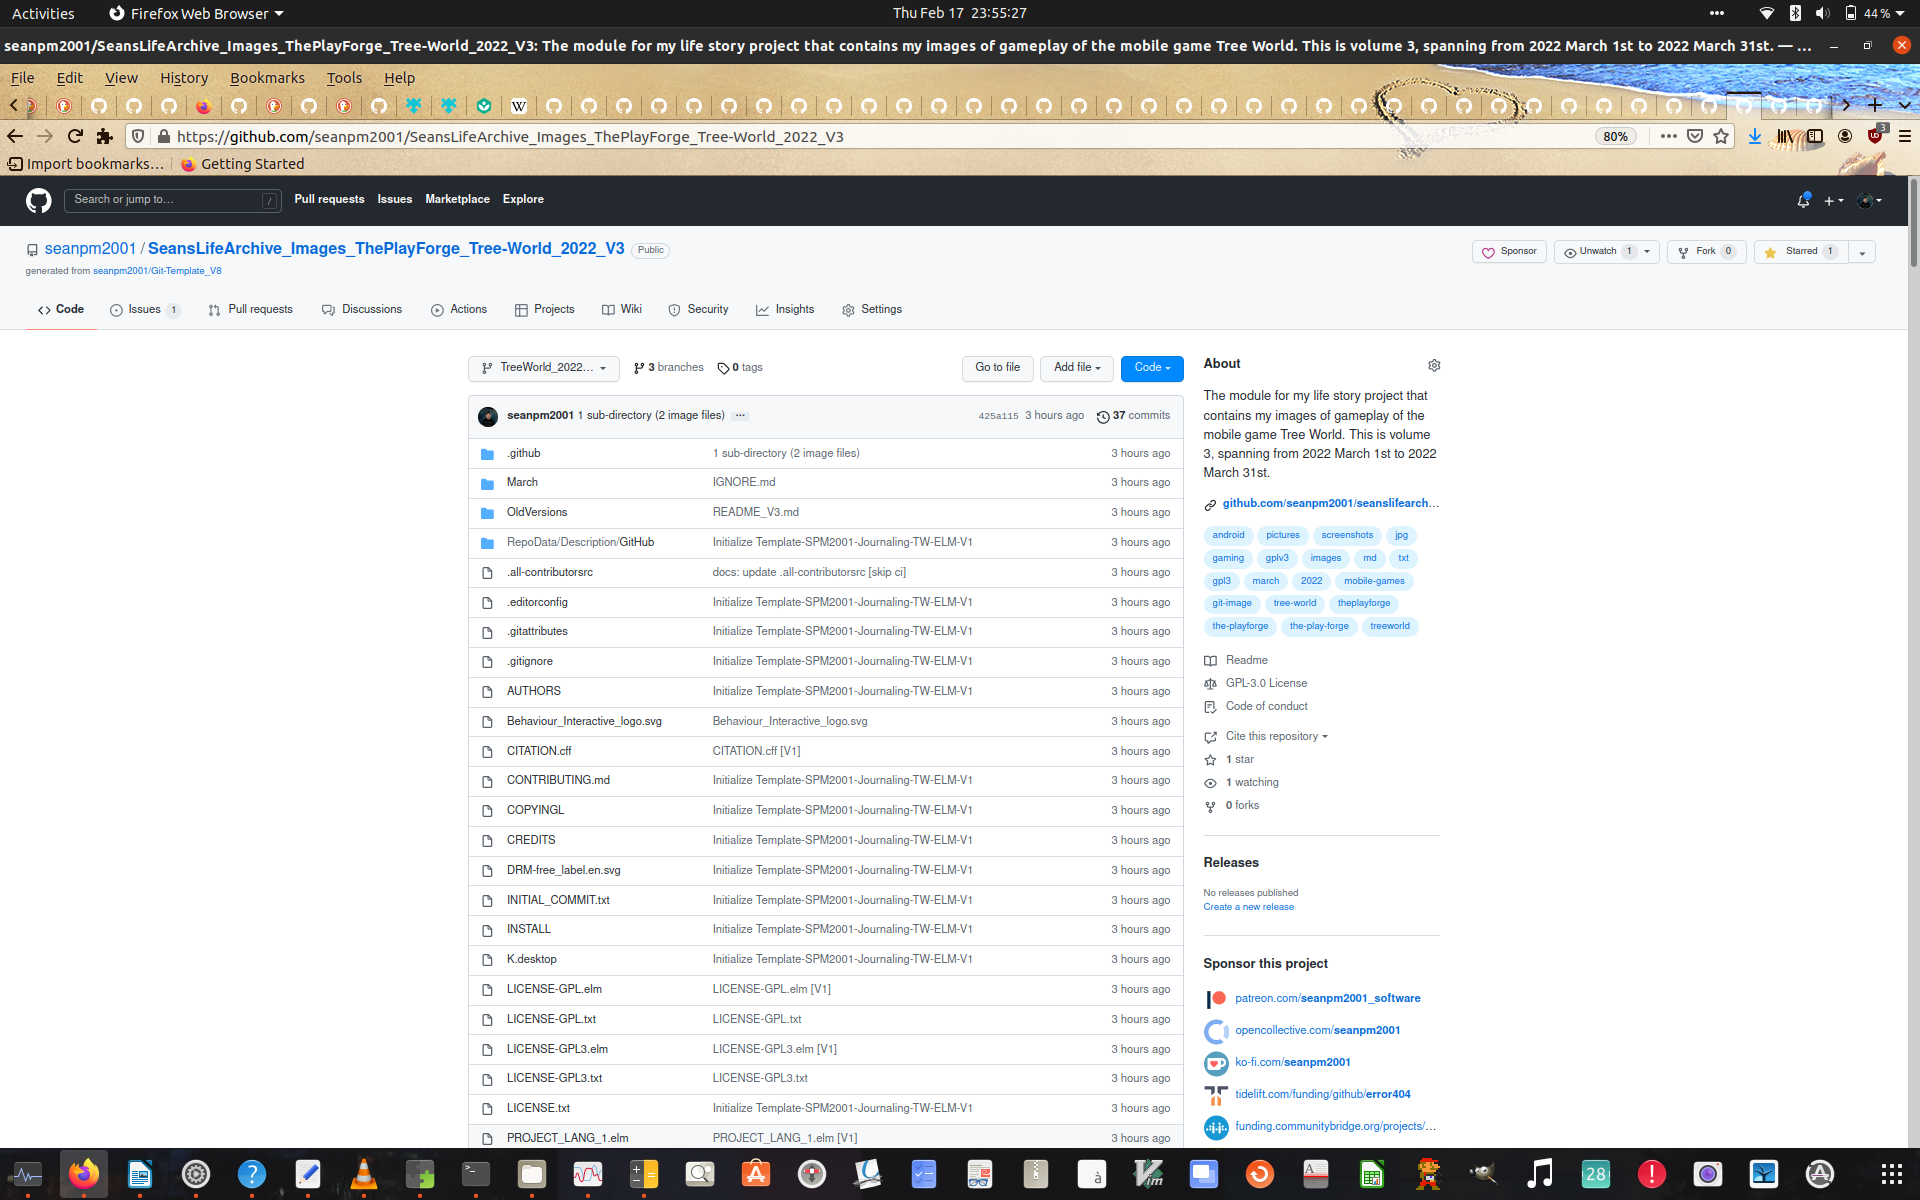 Activities Firefox Web Browser Thu Feb 17 23:55:27 44 %
seanpm2001/SeansLifeArchive_Images_ThePlayForge_Tree-World_2022_V3: The module for my life story project that contains my images of gameplay of the mobile game Tree World. This is volume 3, spanning from 2022 March 1st to 2022 March 31st. — ...
File Edit View History Bookmarks Tools Help
https://github.com/seanpm2001/SeansLifeArchive_Images_ThePlayForge_Tree-World_2022_V3 80% 3
Import bookmarks... Getting Started
Search or jump to... / Pull requests Issues Marketplace Explore
seanpm2001 / SeansLifeArchive_Images_ThePlayForge_Tree-World_2022_V3 Public Sponsor Unwatch 1 Fork 0 Starred 1
generated from seanpm2001/Git-Template_V8
Code Issues 1 Pull requests Discussions Actions Projects Wiki Security Insights Settings
TreeWorld_2022... 3 branches 0 tags Go to file Add file Code
seanpm2001 1 sub-directory (2 image files) ... 425a115 3 hours ago 37 commits
.github 1 sub-directory (2 image files) 3 hours ago
March IGNORE.md 3 hours ago
OldVersions README_V3.md 3 hours ago
RepoData/Description/GitHub Initialize Template-SPM2001-Journaling-TW-ELM-V1 3 hours ago
.all-contributorsrc docs: update .all-contributorsrc [skip ci] 3 hours ago
.editorconfig Initialize Template-SPM2001-Journaling-TW-ELM-V1 3 hours ago
.gitattributes Initialize Template-SPM2001-Journaling-TW-ELM-V1 3 hours ago
.gitignore Initialize Template-SPM2001-Journaling-TW-ELM-V1 3 hours ago
AUTHORS Initialize Template-SPM2001-Journaling-TW-ELM-V1 3 hours ago
Behaviour_Interactive_logo.svg Behaviour_Interactive_logo.svg 3 hours ago
CITATION.cff CITATION.cff [V1] 3 hours ago
CONTRIBUTING.md Initialize Template-SPM2001-Journaling-TW-ELM-V1 3 hours ago
COPYINGL Initialize Template-SPM2001-Journaling-TW-ELM-V1 3 hours ago
CREDITS Initialize Template-SPM2001-Journaling-TW-ELM-V1 3 hours ago
DRM-free_label.en.svg Initialize Template-SPM2001-Journaling-TW-ELM-V1 3 hours ago
INITIAL_COMMIT.txt Initialize Template-SPM2001-Journaling-TW-ELM-V1 3 hours ago
INSTALL Initialize Template-SPM2001-Journaling-TW-ELM-V1 3 hours ago
K.desktop Initialize Template-SPM2001-Journaling-TW-ELM-V1 3 hours ago
LICENSE-GPL.elm LICENSE-GPL.elm [V1] 3 hours ago
LICENSE-GPL.txt LICENSE-GPL.txt 3 hours ago
LICENSE-GPL3.elm LICENSE-GPL3.elm [V1] 3 hours ago
LICENSE-GPL3.txt LICENSE-GPL3.txt 3 hours ago
LICENSE.txt Initialize Template-SPM2001-Journaling-TW-ELM-V1 3 hours ago
PROJECT_LANG_1.elm PROJECT_LANG_1.elm [V1] 3 hours ago
About
The module for my life story project that
contains my images of gameplay of the
mobile game Tree World. This is volume
3, spanning from 2022 March 1st to 2022
March 31st.
github.com/seanpm2001/seanslifearch...
android pictures screenshots jpg
gaming gplv3 images md txt
gpl3 march 2022 mobile-games
git-image tree-world theplayforge
the-playforge the-play-forge treeworld
Readme
GPL-3.0 License
Code of conduct
Cite this repository
1 star
1 watching
0 forks
Releases
No releases published
Create a new release
Sponsor this project
patreon.com/seanpm2001_software
opencollective.com/seanpm2001
ko-fi.com/seanpm2001
tidelift.com/funding/github/error404
funding.communitybridge.org/projects/...
28